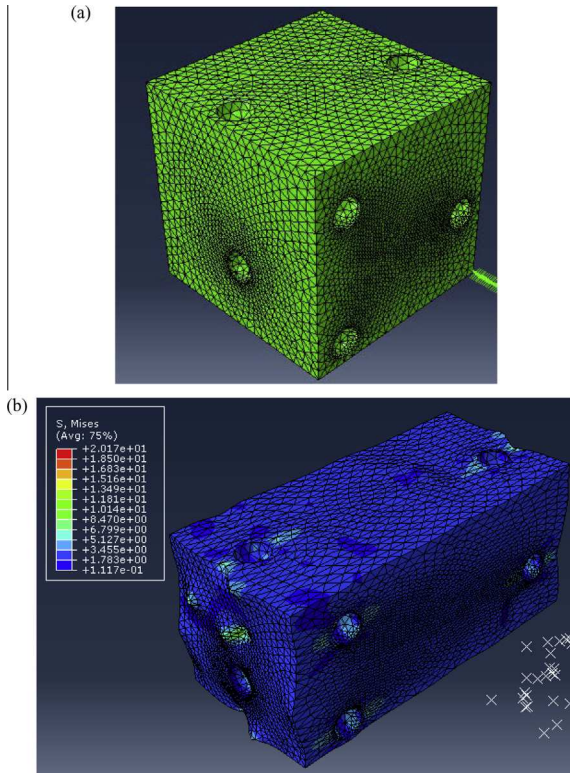 (a)
(b)
S, Mises
(Avg: 75%)
+2.017e+01
+1.850e+01
+1.683e+01
+1.516e+01
+1.349e+01
+1.181e+01
+1.014e+01
+8.470e+00
+6.799e+00
+5.127e+00
+3.455e+00
+1.783e+00
+1.117e-01